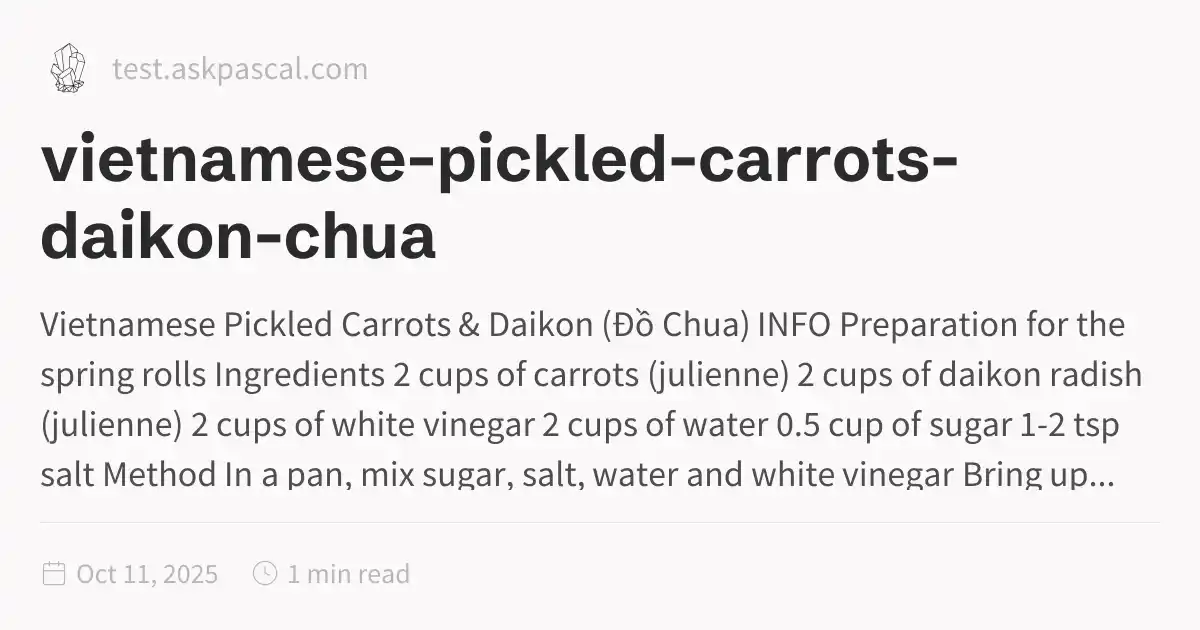 test.askpascal.com
vietnamese-pickled-carrots-
daikon-chua
Vietnamese Pickled Carrots & Daikon (Đồ Chua) INFO Preparation for the
spring rolls Ingredients 2 cups of carrots (julienne) 2 cups of daikon radish
(julienne) 2 cups of white vinegar 2 cups of water 0.5 cup of sugar 1-2 tsp
salt Method In a pan, mix sugar, salt, water and white vinegar Bring up...
Oct 11, 2025 1 min read